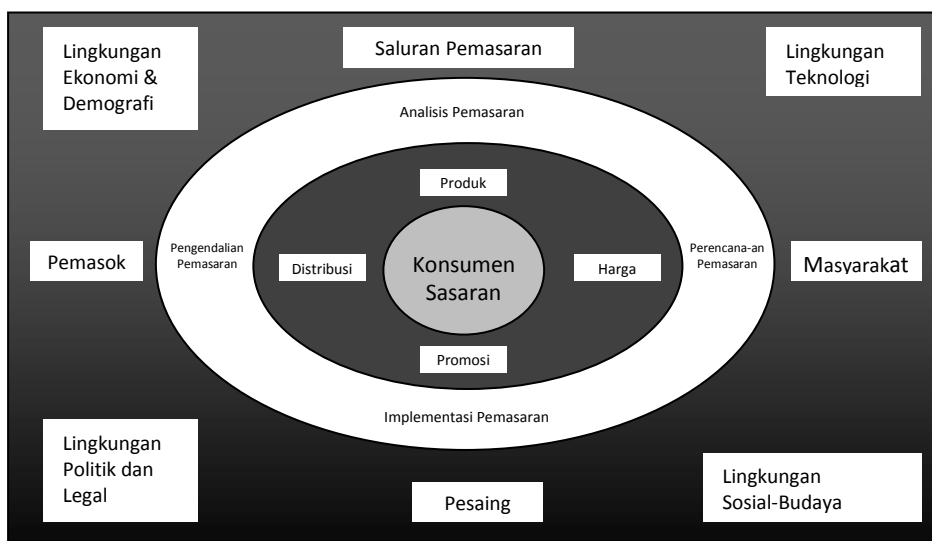 Lingkungan
Ekonomi &
Demografi
Saluran Pemasaran
Lingkungan
Teknologi
Analisis Pemasaran
Produk
Pemasok
Pengendalian
Pemasaran
Distribusi
Konsumen
Sasaran
Harga
Perencana-an
Pemasaran
Masyarakat
Promosi
Implementasi Pemasaran
Lingkungan
Politik dan
Legal
Pesaing
Lingkungan
Sosial-Budaya